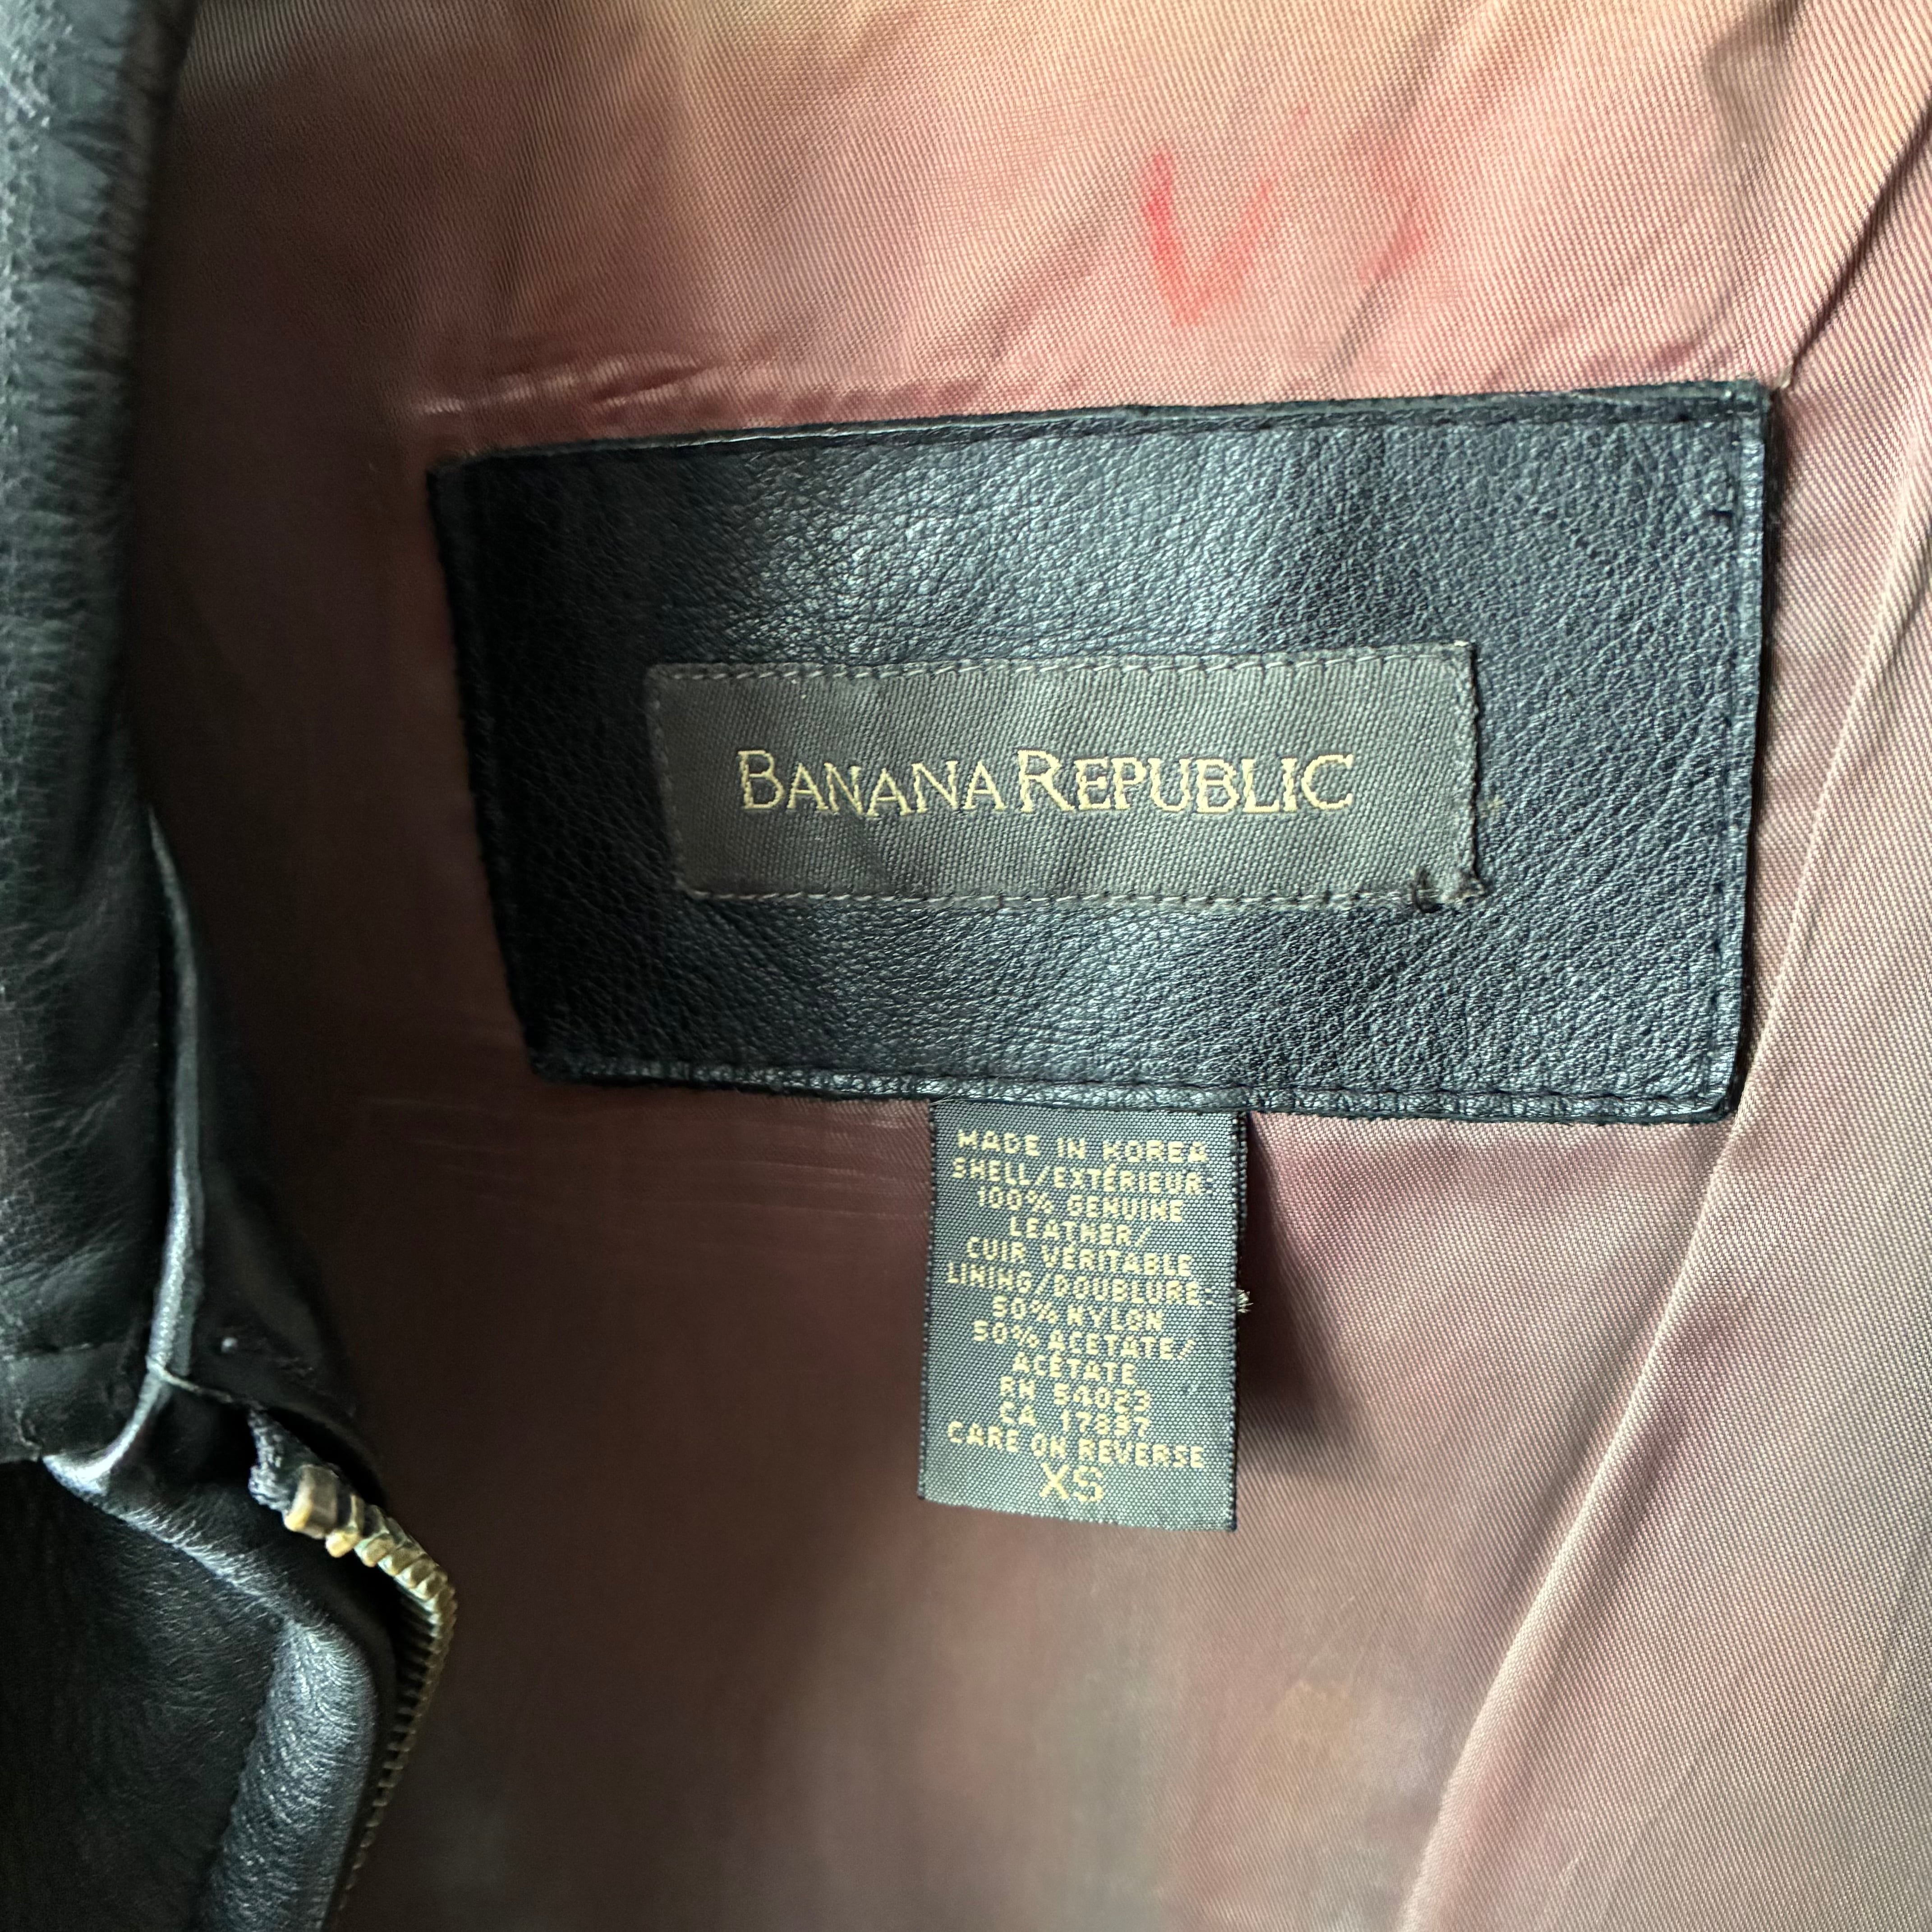 BANANA REPUBLIC
MADE IN KOREA
SHELL/EXTÉRIEUR:
100% GENUINE
LEATHER/
CUIR VÉRITABLE
LINING/DOUBLURE:
50% NYLON
50% ACETATE/
ACÉTATE
RN 54023
CA 17897
CARE ON REVERSE
XS